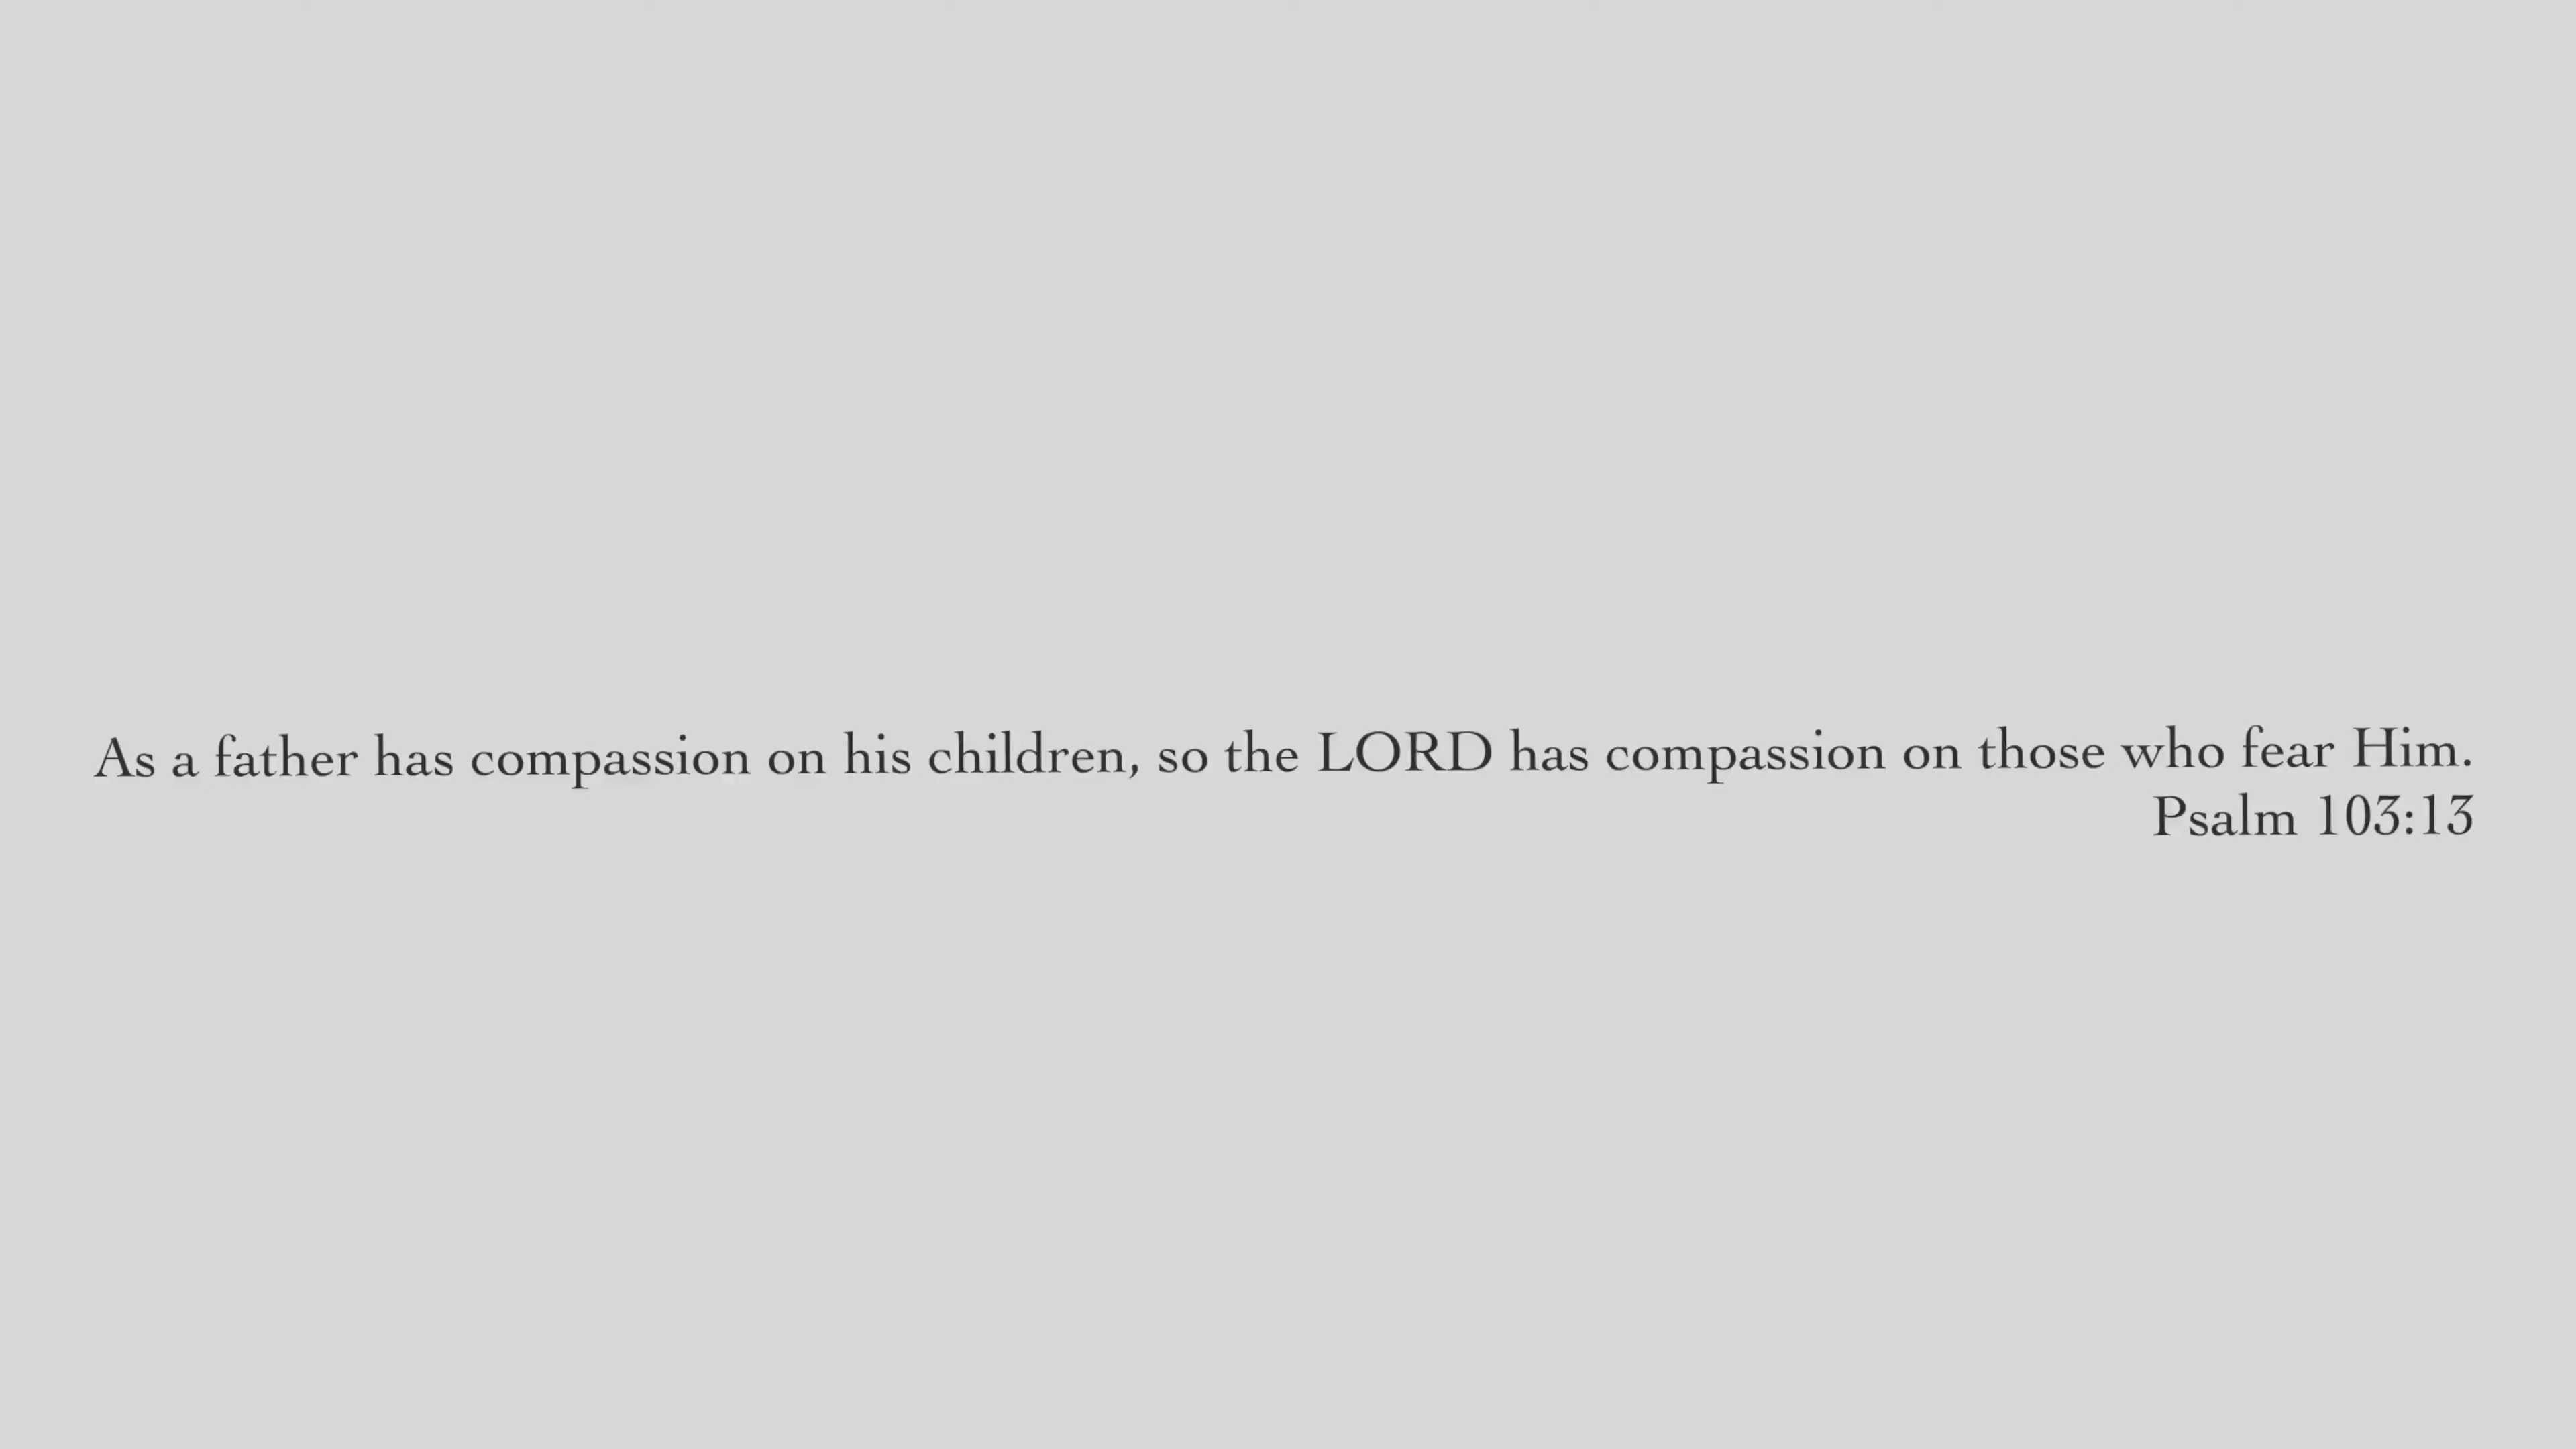 As a father has compassion on his children, so the LORD has compassion on those who fear Him.
Psalm 103:13